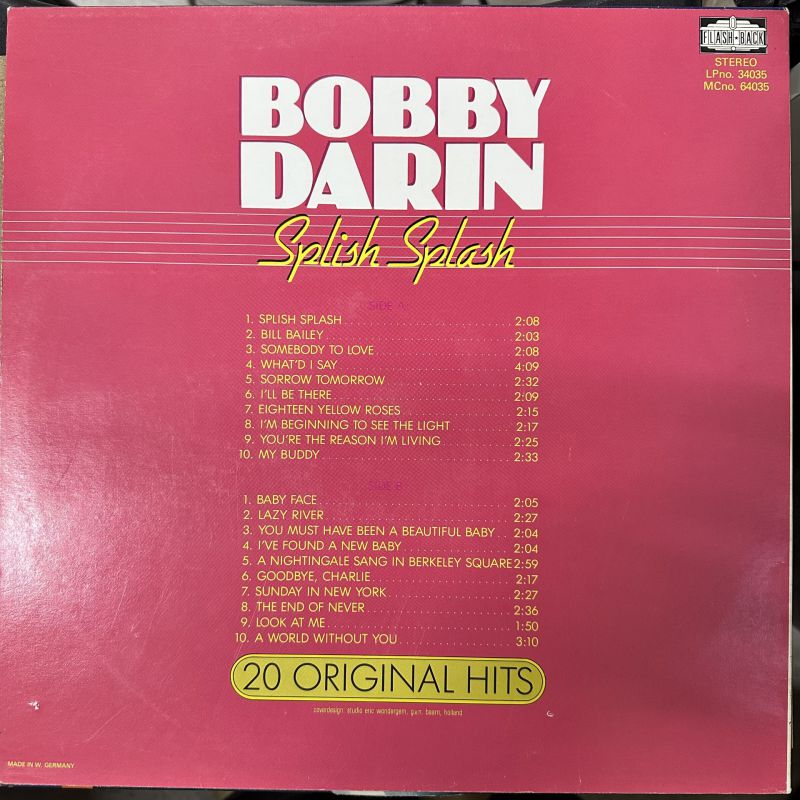 FLASH-BACK
STEREO
LPno. 34035
MCno. 64035
BOBBY
DARIN
Splish Splash
SIDE A
1. SPLISH SPLASH 2:08
2. BILL BAILEY 2:03
3. SOMEBODY TO LOVE 2:08
4. WHAT'D I SAY 4:09
5. SORROW TOMORROW 2:32
6. I'LL BE THERE 2:09
7. EIGHTEEN YELLOW ROSES 2:15
8. I'M BEGINNING TO SEE THE LIGHT 2:17
9. YOU'RE THE REASON I'M LIVING 2:25
10. MY BUDDY 2:33
SIDE B
1. BABY FACE 2:05
2. LAZY RIVER 2:27
3. YOU MUST HAVE BEEN A BEAUTIFUL BABY 2:04
4. I'VE FOUND A NEW BABY 2:04
5. A NIGHTINGALE SANG IN BERKELEY SQUARE 2:59
6. GOODBYE, CHARLIE 2:17
7. SUNDAY IN NEW YORK 2:27
8. THE END OF NEVER 2:36
9. LOOK AT ME 1:50
10. A WORLD WITHOUT YOU 3:10
20 ORIGINAL HITS
coverdesign: studio eric wondergem, baarn, holland
MADE IN W. GERMANY